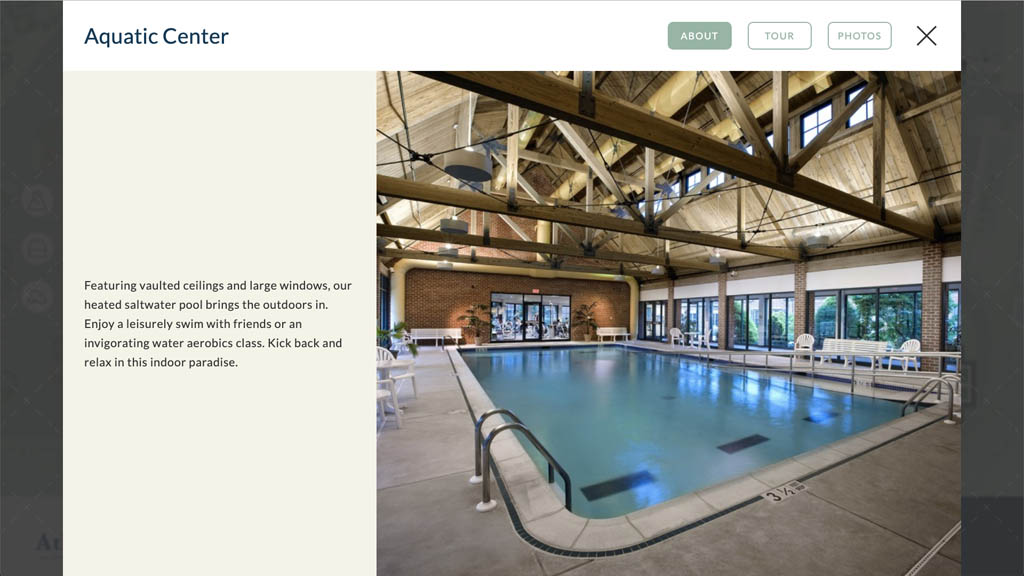 Aquatic Center
ABOUT
TOUR
PHOTOS
Featuring vaulted ceilings and large windows, our
heated saltwater pool brings the outdoors in.
Enjoy a leisurely swim with friends or an
invigorating water aerobics class. Kick back and
relax in this indoor paradise.
3 ½